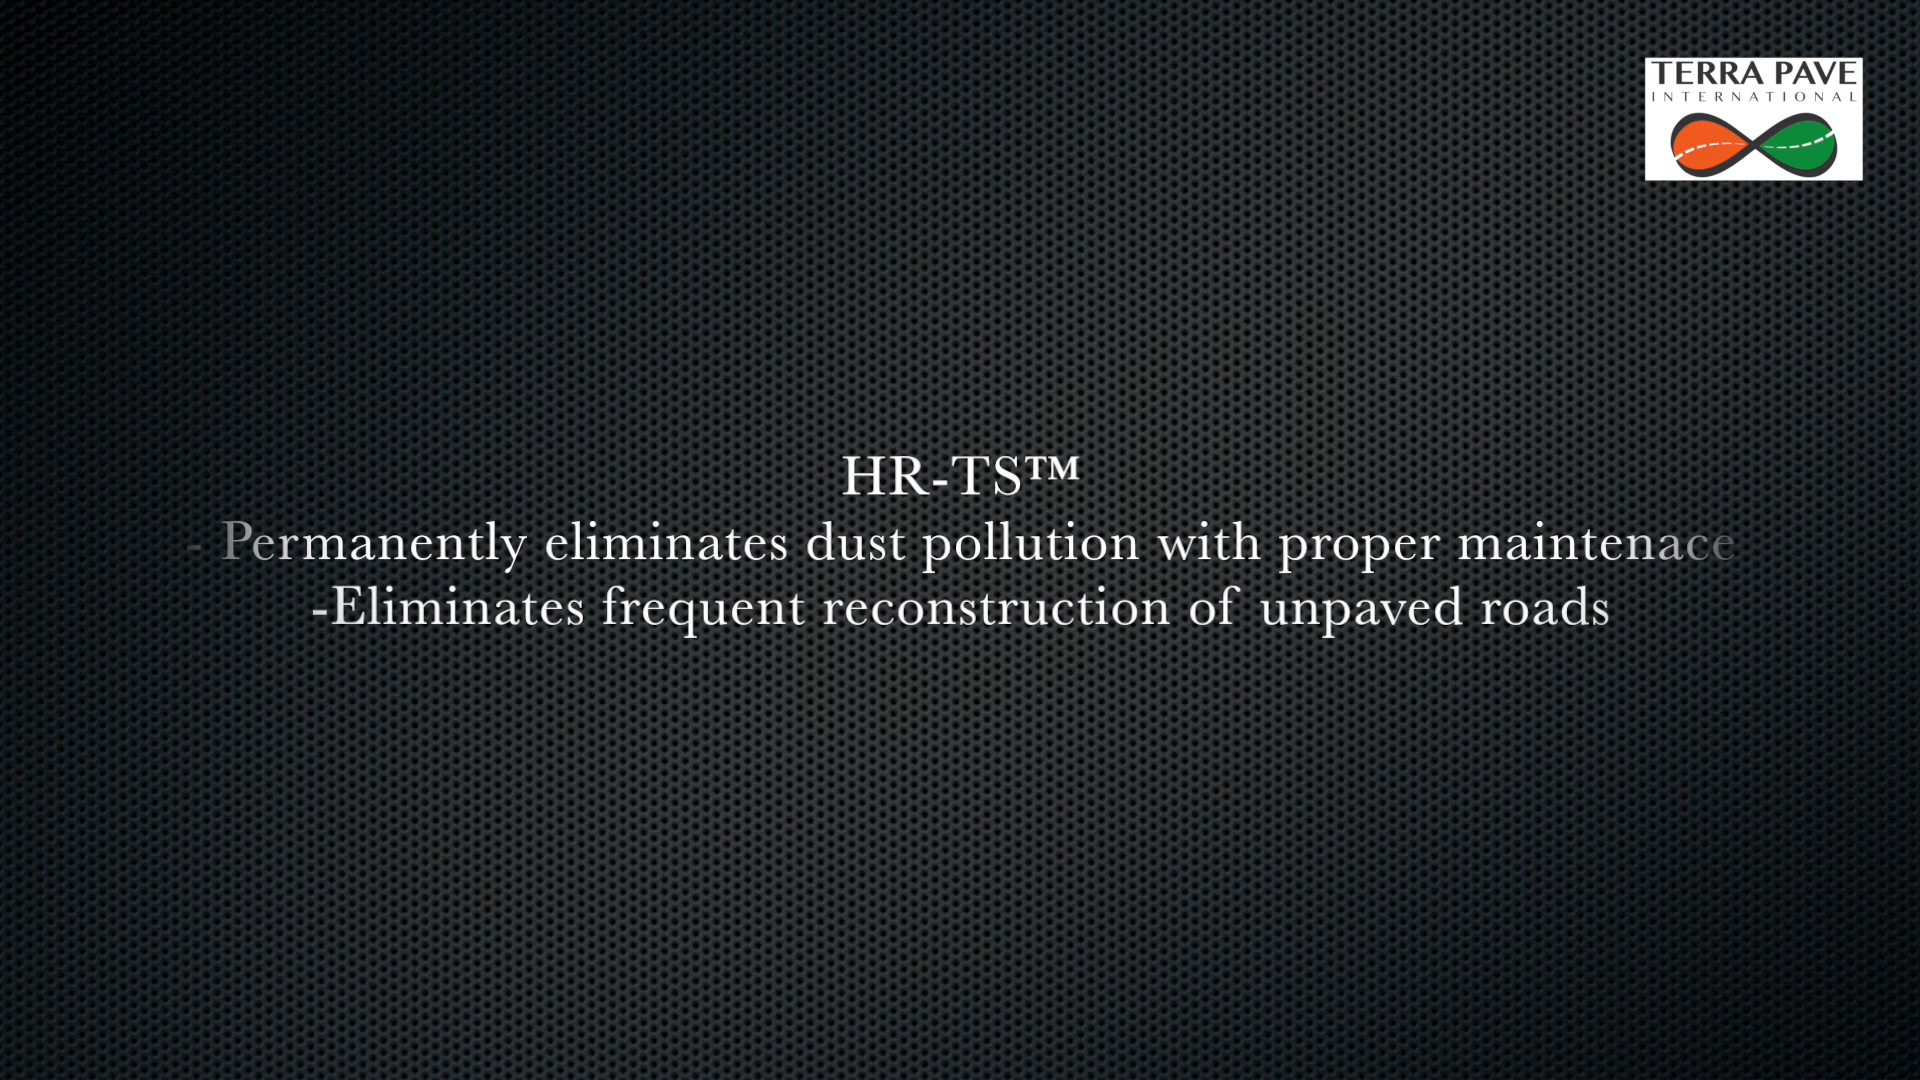 TERRA PAVE
INTERNATIONAL
HR-TS™
- Permanently eliminates dust pollution with proper maintenace
-Eliminates frequent reconstruction of unpaved roads